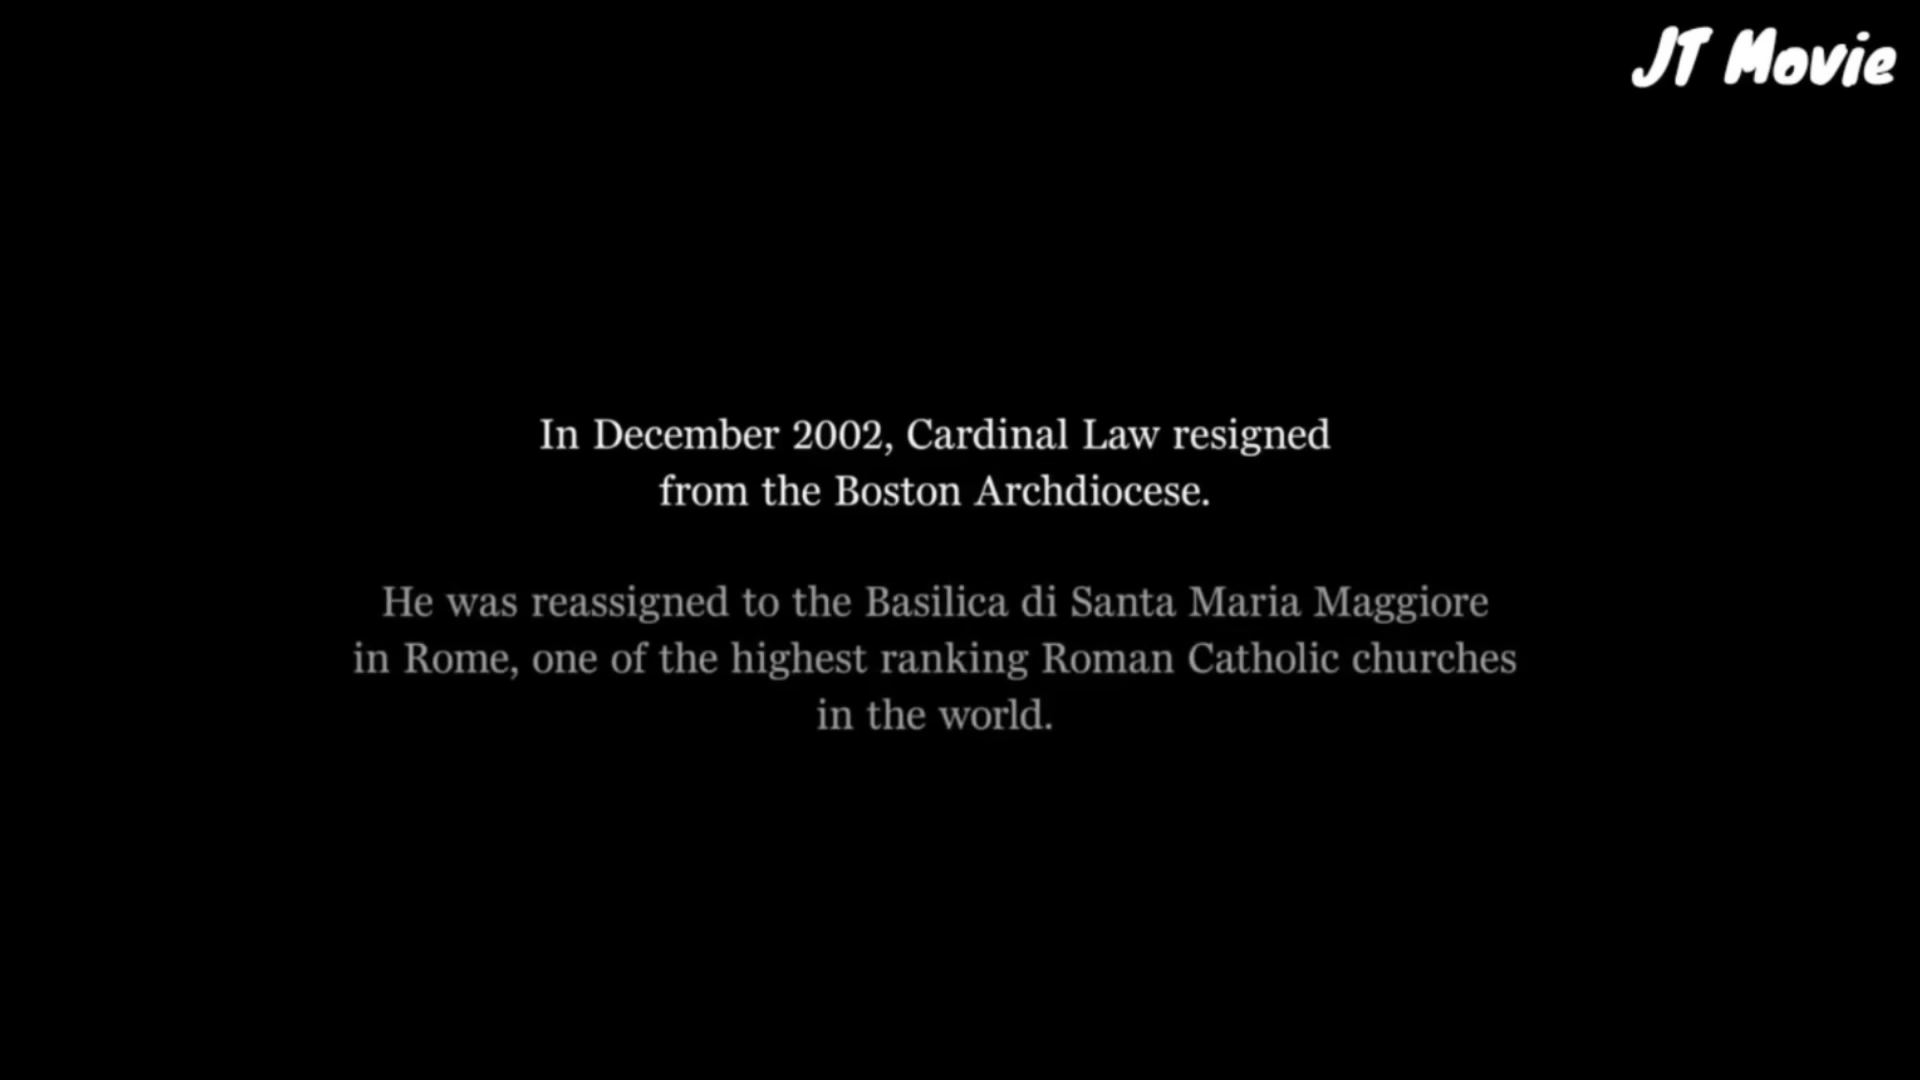 JT Movie
In December 2002, Cardinal Law resigned
from the Boston Archdiocese.
He was reassigned to the Basilica di Santa Maria Maggiore
in Rome, one of the highest ranking Roman Catholic churches
in the world.